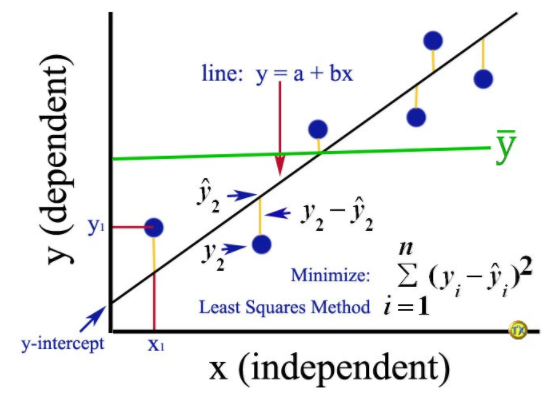 line: y = a + bx
y (dependent)
ȳ
ŷ₂
y₂ – ŷ₂
y₁
y₂
Minimize:
n
∑ (yᵢ – ŷᵢ)²
i = 1
Least Squares Method
y-intercept
x₁
x (independent)